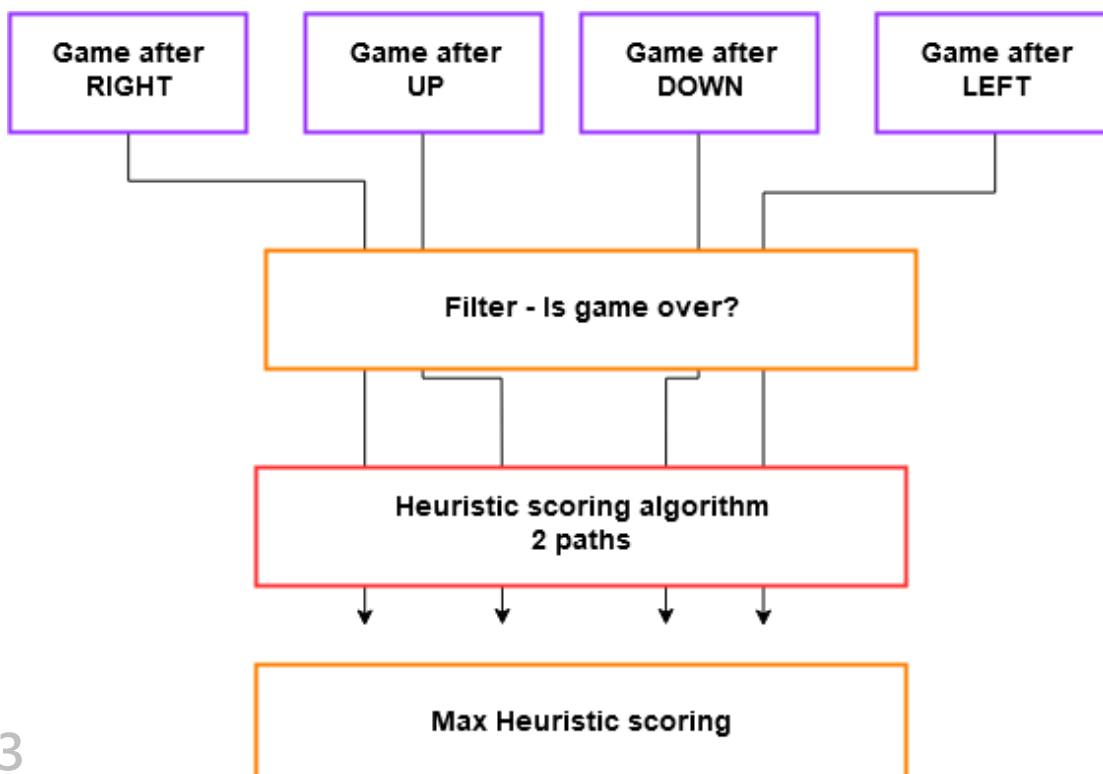 Game after
RIGHT
Game after
UP
Game after
DOWN
Game after
LEFT
Filter - Is game over?
Heuristic scoring algorithm
2 paths
Max Heuristic scoring
3